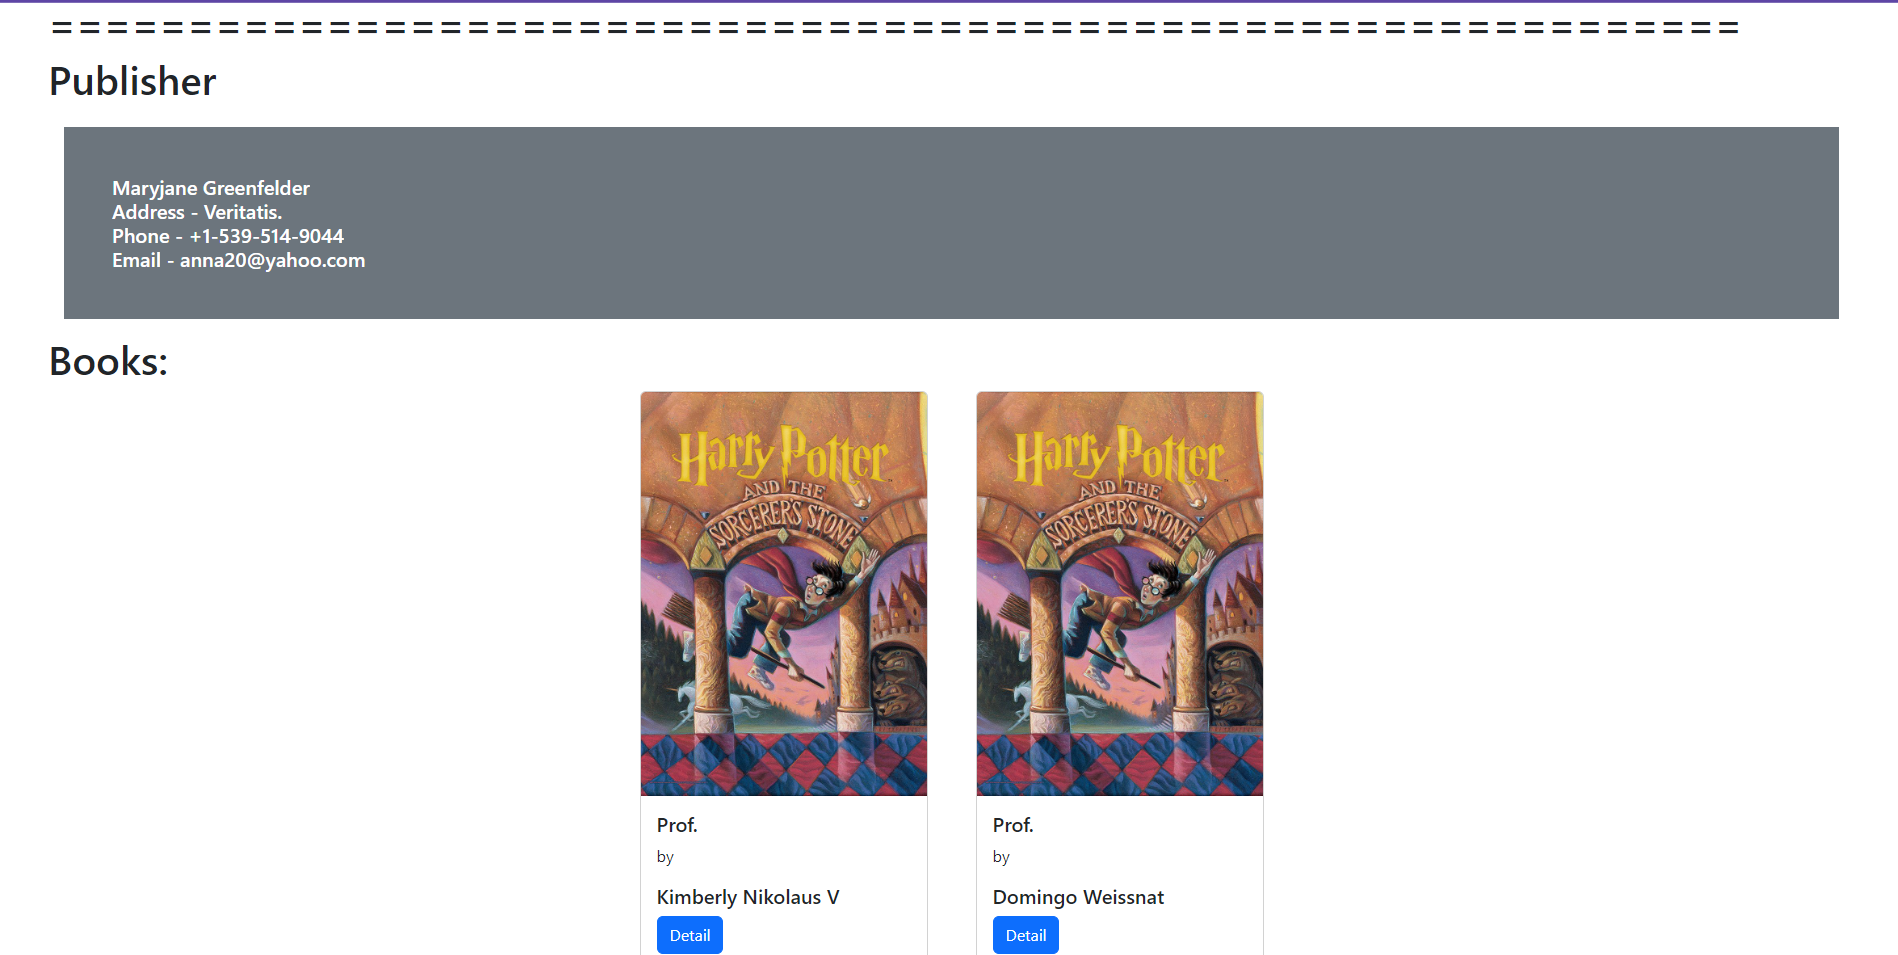 =============================================================
Publisher
Maryjane Greenfelder
Address - Veritatis.
Phone - +1-539-514-9044
Email - anna20@yahoo.com
Books:
Harry Potter
AND THE
SORCERER'S STONE
Prof.
by
Kimberly Nikolaus V
Detail
Harry Potter
AND THE
SORCERER'S STONE
Prof.
by
Domingo Weissnat
Detail